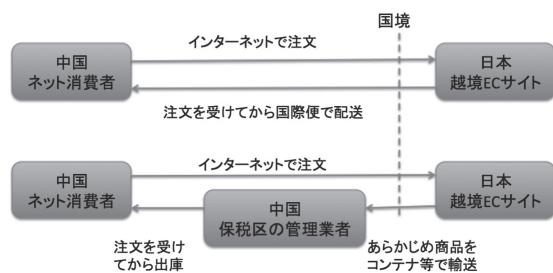 国境
インターネットで注文
中国
ネット消費者
日本
越境ECサイト
注文を受けてから国際便で配送
インターネットで注文
中国
ネット消費者
日本
越境ECサイト
中国
保税区の管理業者
注文を受け
てから出庫
あらかじめ商品を
コンテナ等で輸送